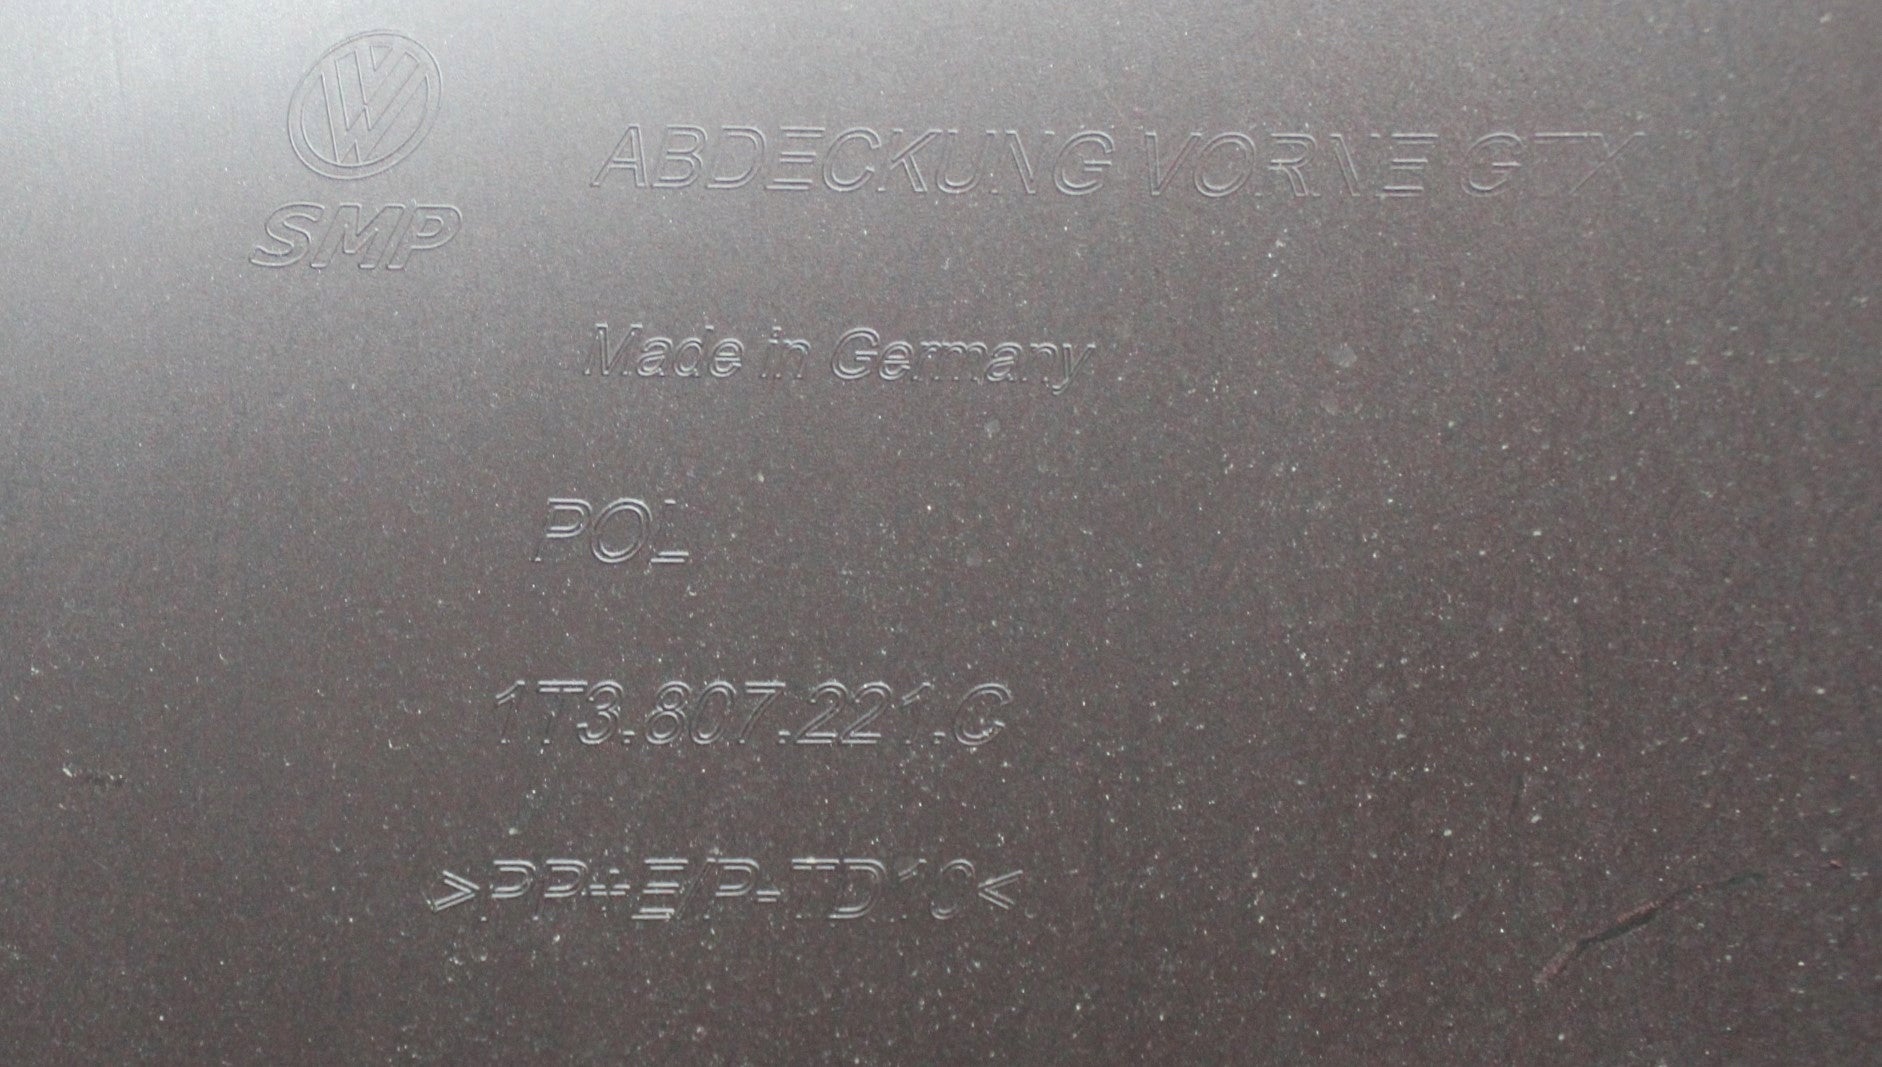 ABDECKUNG VORNE GTX
SMP
Made in Germany
POL
1T3.807.221.C
>PP+E/P-TD10<